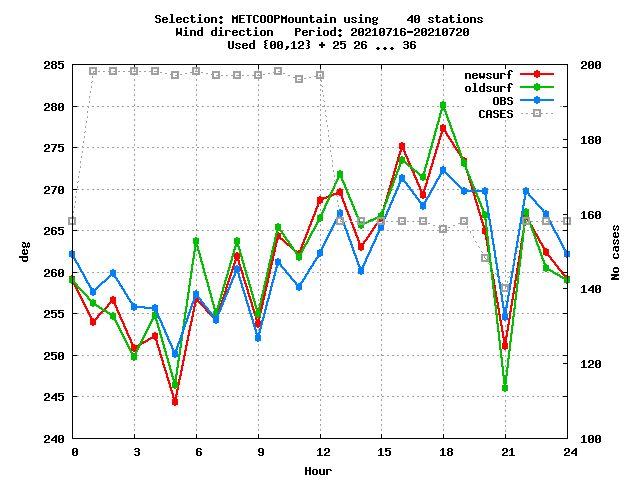 Selection: METCOOPMountain using    40 stations
Wind direction   Period: 20210716-20210720
Used {00,12} + 25 26 ... 36
285 200
newsurf
oldsurf
OBS
CASES
280
275 180
270
265 160
260
255 140
250
245 120
240 100
deg
No cases
0 3 6 9 12 15 18 21 24
Hour